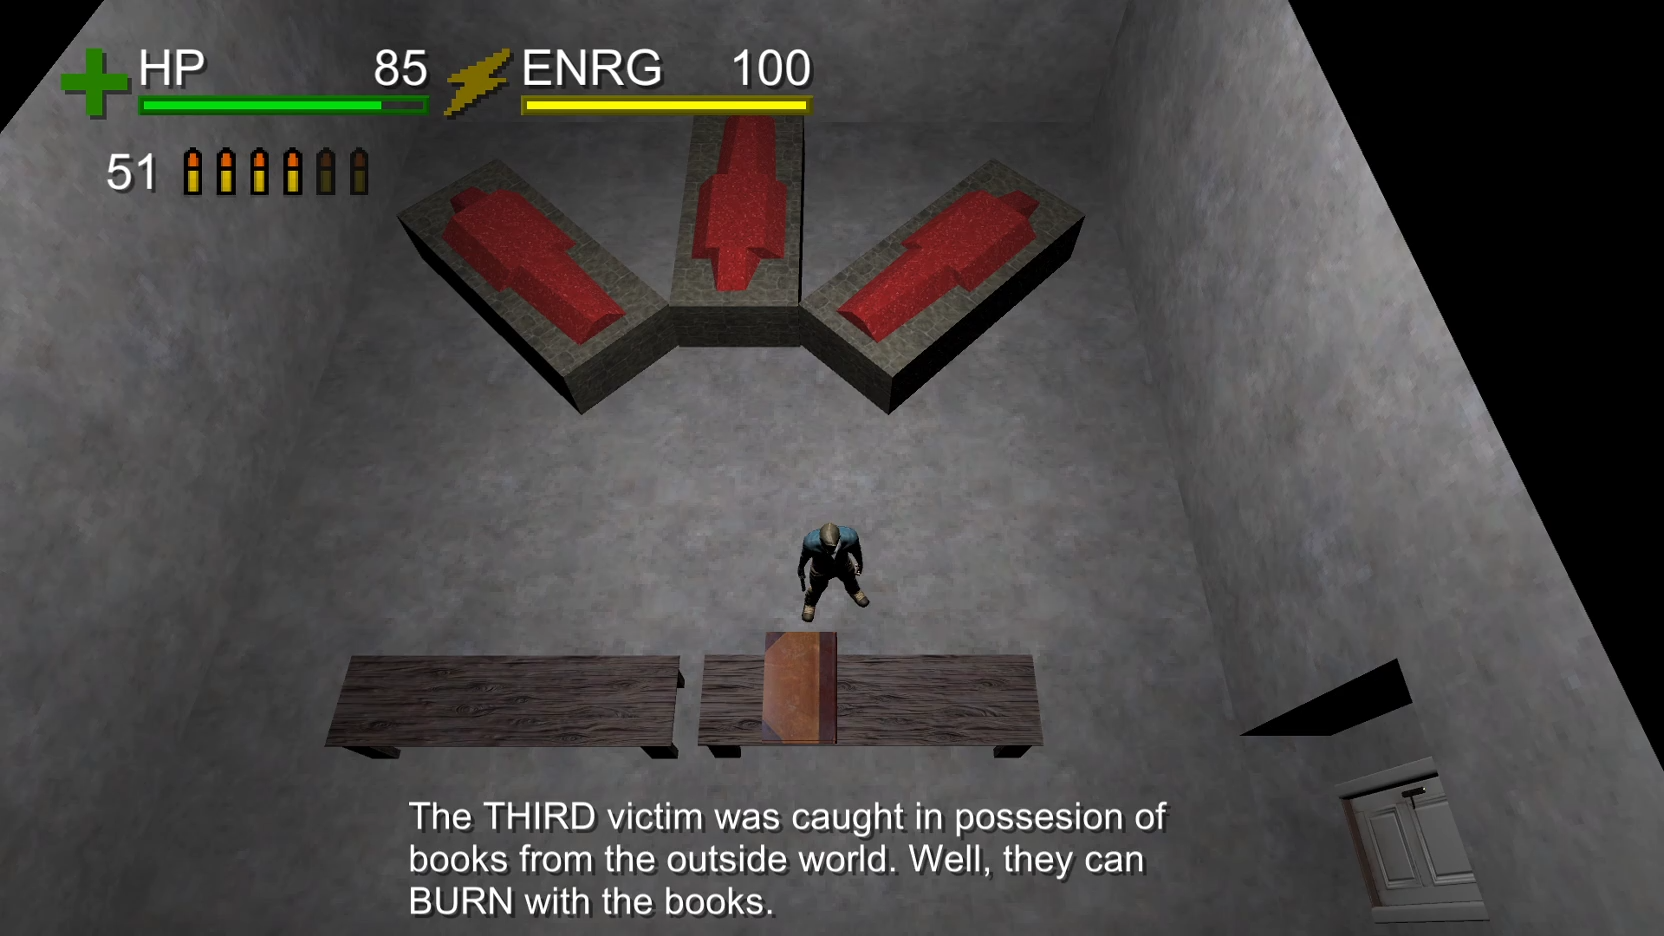 HP 85 ENRG 100
51
The THIRD victim was caught in possesion of
books from the outside world. Well, they can
BURN with the books.